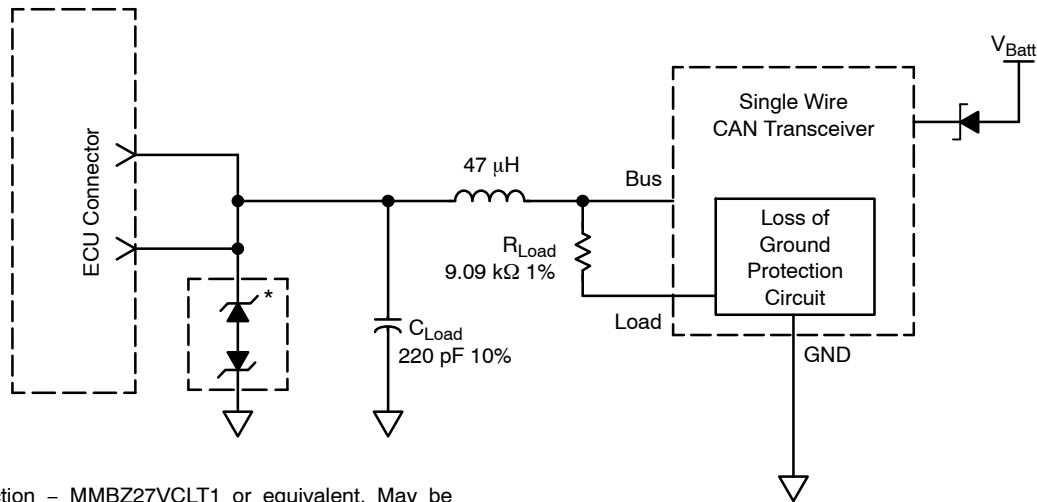 V_Batt
Single Wire
CAN Transceiver
ECU Connector
47 μH
Bus
R_Load
9.09 kΩ 1%
Loss of
Ground
Protection
Circuit
*
Load
C_Load
220 pF 10%
GND
MMBZ27VCLT1 or equivalent. May be